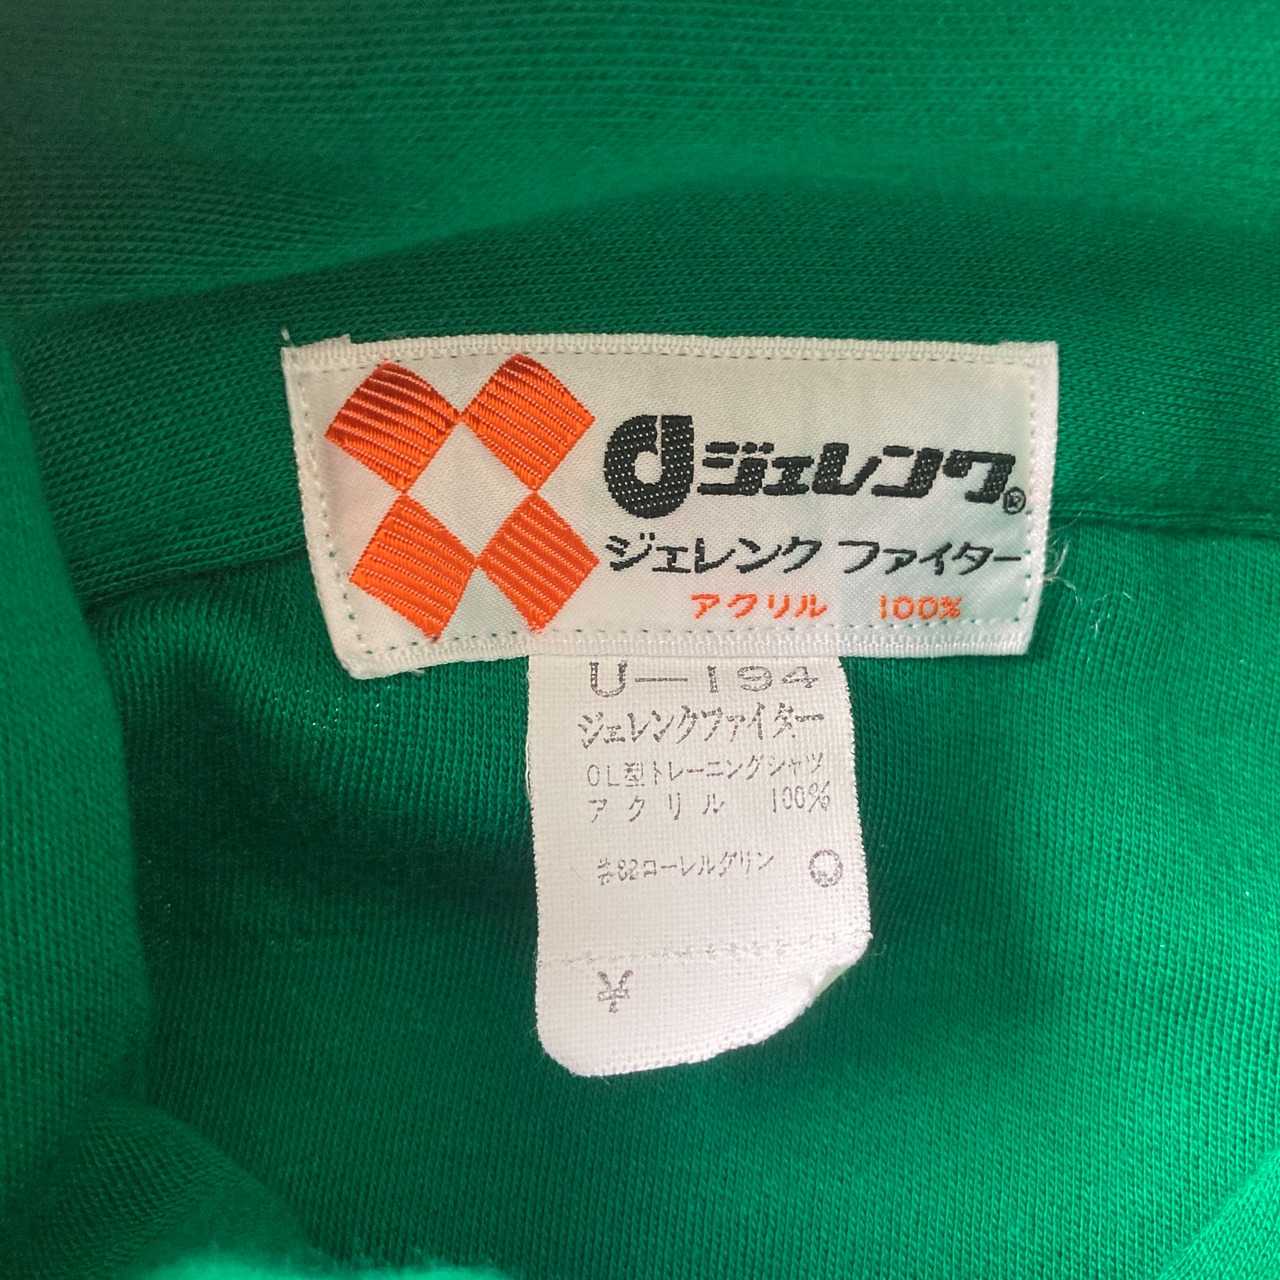 ジェレンク®
ジェレンク ファイター
アクリル 100%
U-194
ジェレンクファイター
OL型トレーニングシャツ
アクリル 100%
#82ローレルグリン
大